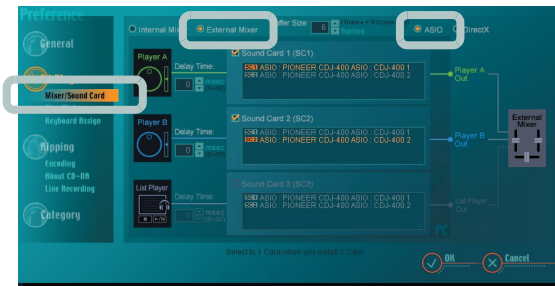 Preference
General
Mixer/Sound Card
Keyboard Assign
Ripping
Encoding
About CD-DA
Line Recording
Category
External Mixer
Buffer Size 6 frames
ASIO DirectX
Player A
Delay Time:
0 msec
Sound Card 1 (SC1)
ASIO : PIONEER CDJ-400 ASIO : CDJ-400 1
ASIO : PIONEER CDJ-400 ASIO : CDJ-400 2
Player A
Out
Player B
Delay Time:
0 msec
Sound Card 2 (SC2)
ASIO : PIONEER CDJ-400 ASIO : CDJ-400 1
ASIO : PIONEER CDJ-400 ASIO : CDJ-400 2
Player B
Out
List Player
Delay Time:
0 msec
Sound Card 3 (SC3)
ASIO : PIONEER CDJ-400 ASIO : CDJ-400 1
ASIO : PIONEER CDJ-400 ASIO : CDJ-400 2
List Player
Out
External
Mixer
PC
Select to 1 Card when you install 1 Card
OK
Cancel